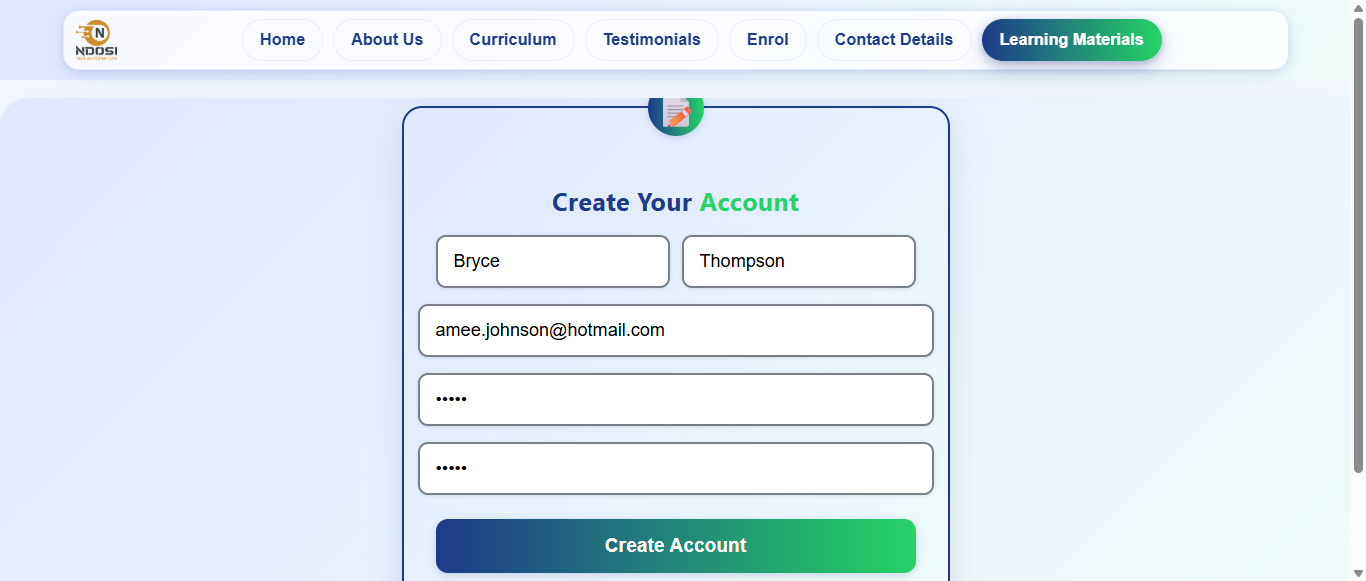 N
NDOSI
TEST AUTOMATION
Home About Us Curriculum Testimonials Enrol Contact Details Learning Materials
Create Your Account
Bryce Thompson
amee.johnson@hotmail.com
•••••
•••••
Create Account